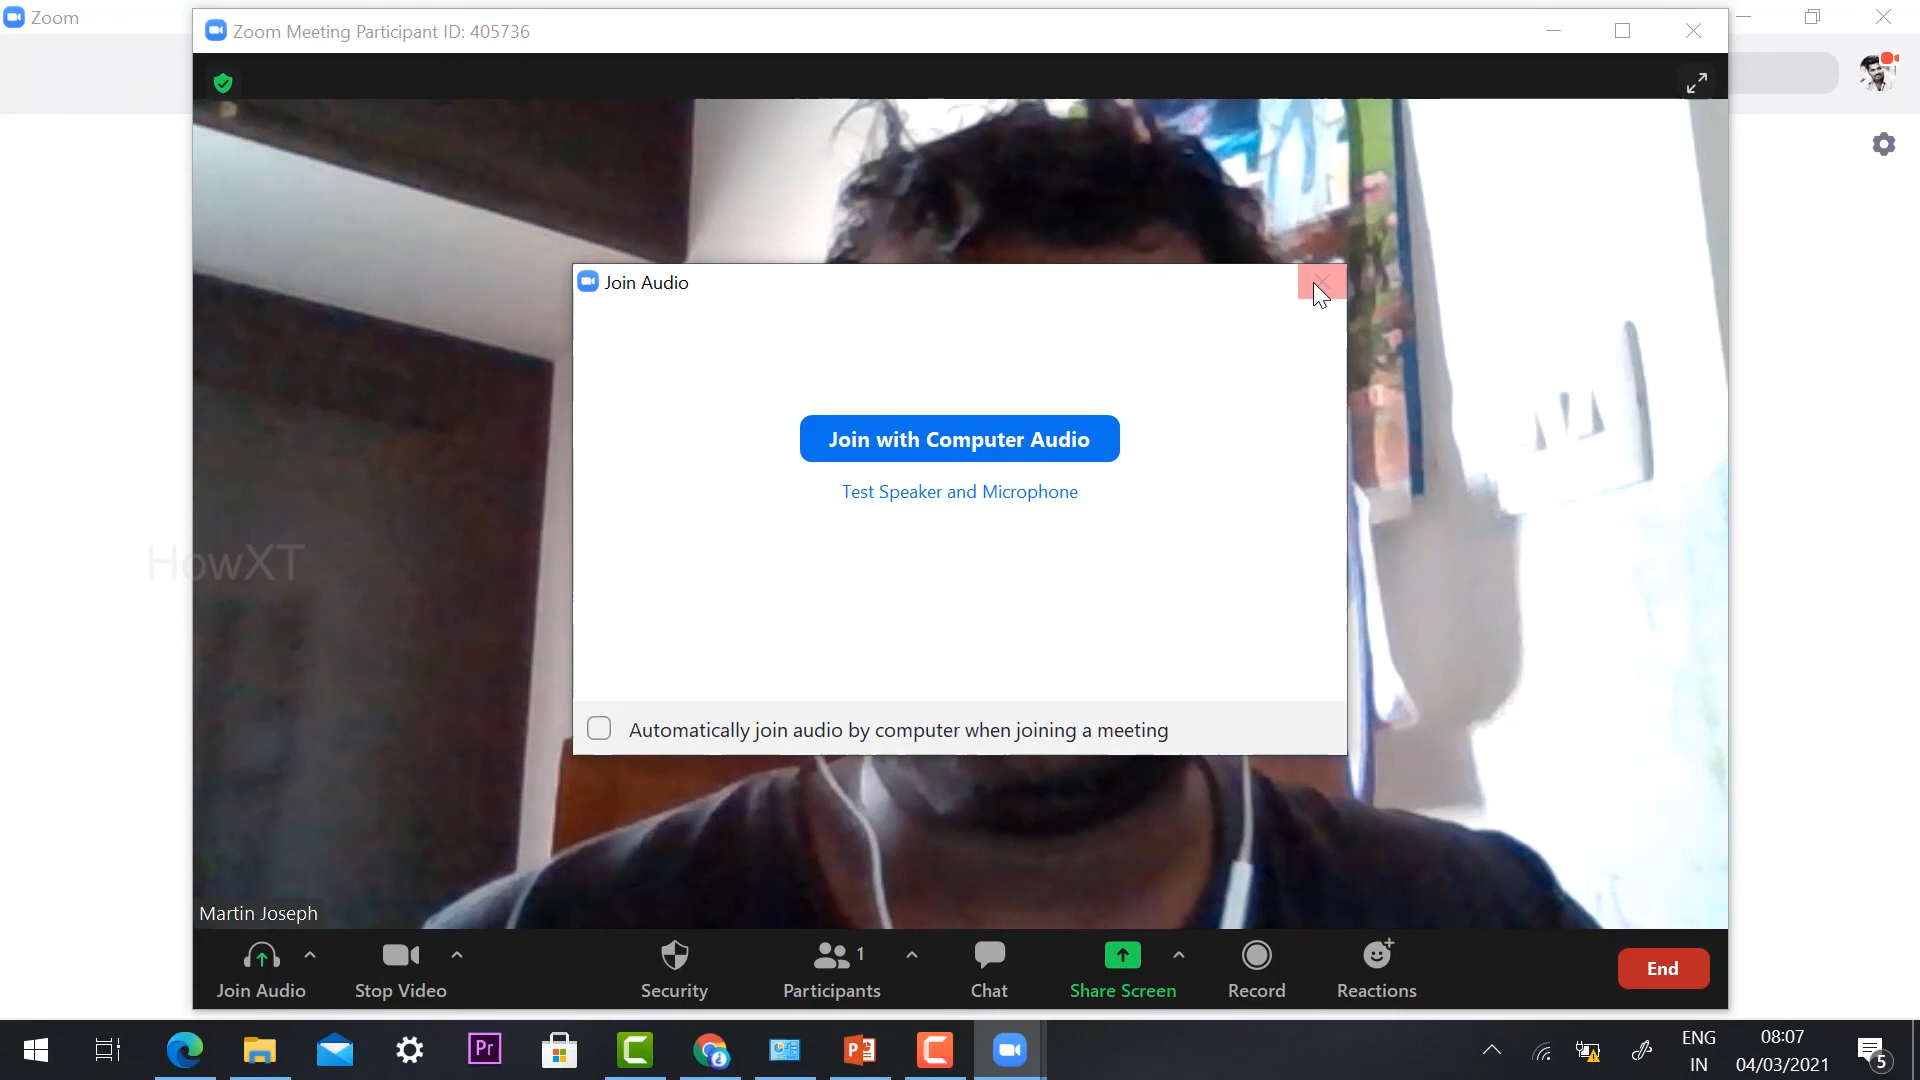 Zoom
Zoom Meeting Participant ID: 405736
Join Audio
Join with Computer Audio
Test Speaker and Microphone
HowXT
Automatically join audio by computer when joining a meeting
Martin Joseph
1
Join Audio
Stop Video
Security
Participants
Chat
Share Screen
Record
Reactions
End
Pr
ENG
IN
08:07
04/03/2021
5